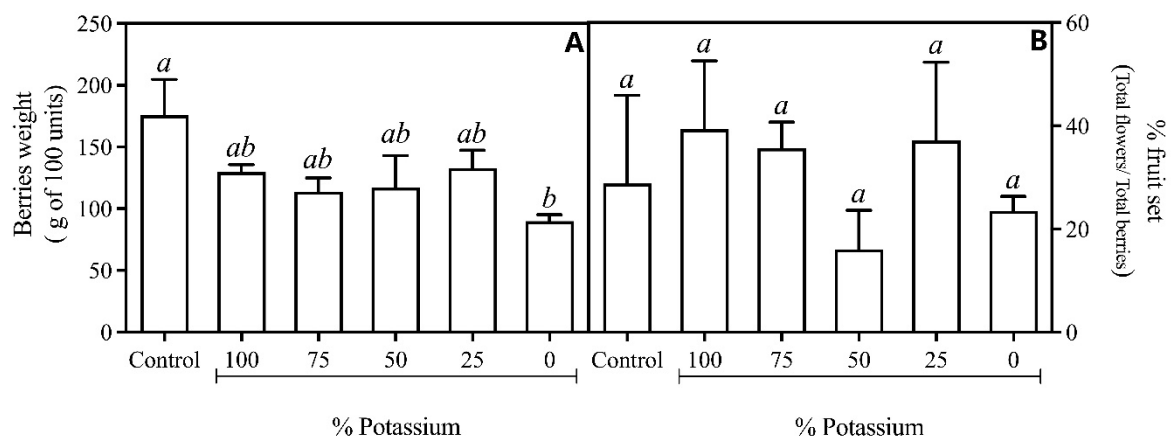 Berries weight
( g of 100 units)
250
200
150
100
50
0
A
a
ab
ab
ab
ab
b
Control
100
75
50
25
0
% Potassium
B
a
a
a
a
a
a
Control
100
75
50
25
0
% Potassium
60
40
20
0
% fruit set
(Total flowers/ Total berries)